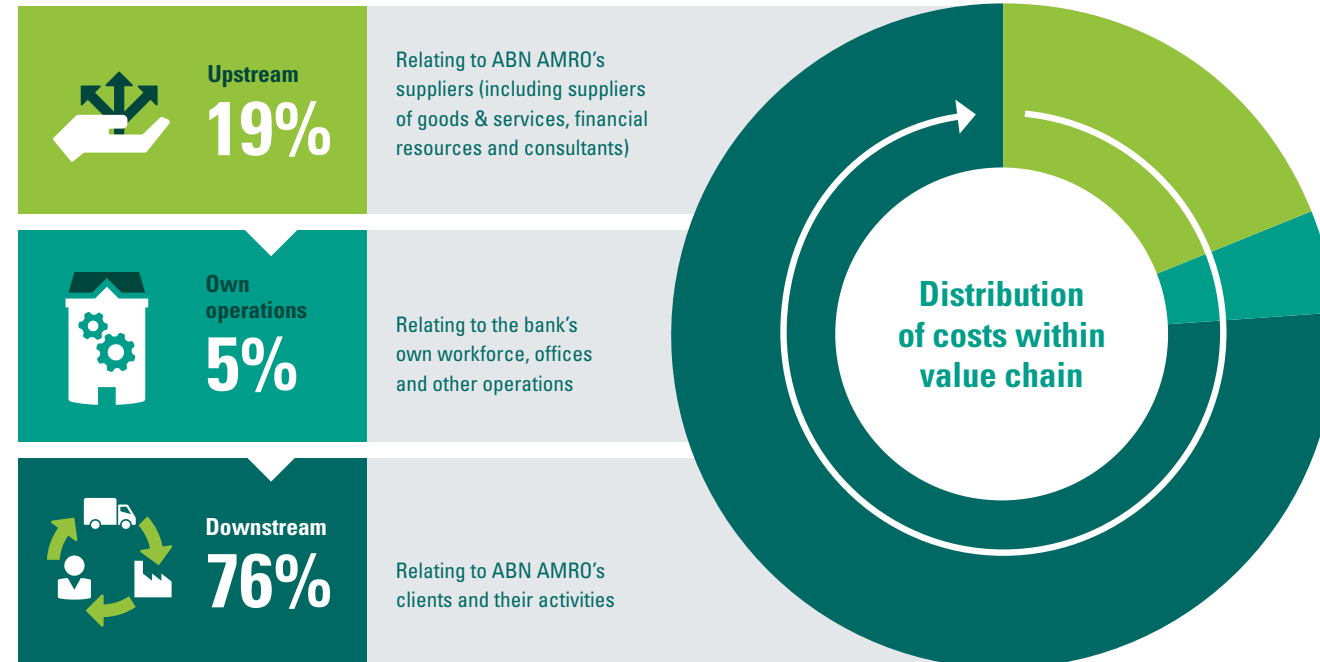 Upstream
19%
Relating to ABN AMRO's
suppliers (including suppliers
of goods & services, financial
resources and consultants)
Own
operations
5%
Relating to the bank's
own workforce, offices
and other operations
Downstream
76%
Relating to ABN AMRO's
clients and their activities
Distribution
of costs within
value chain